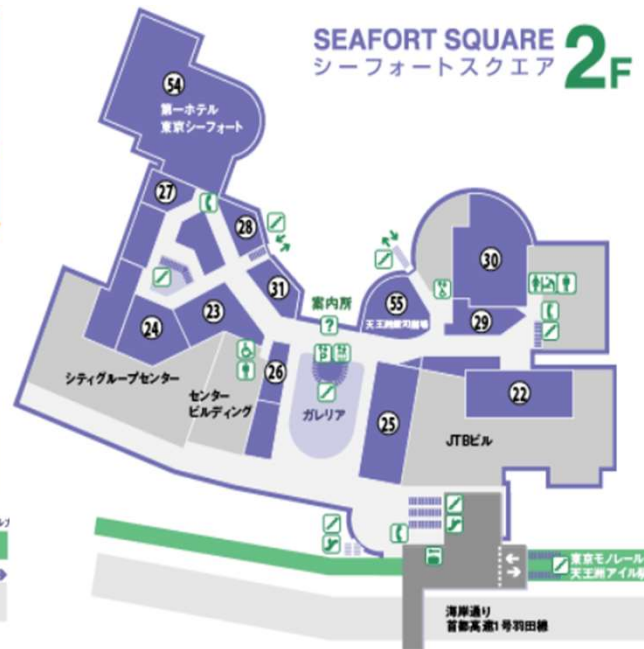 SEAFORT SQUARE 2F
シーフォートスクエア
54
第一ホテル
東京シーフォート
27
28
30
31
案内所
?
55
天王洲銀河劇場
29
23
24
シティグループセンター
センター
ビルディング
26
ガレリア
25
22
JTBビル
東京モノレール
天王洲アイル駅
海岸通り
首都高速1号羽田線